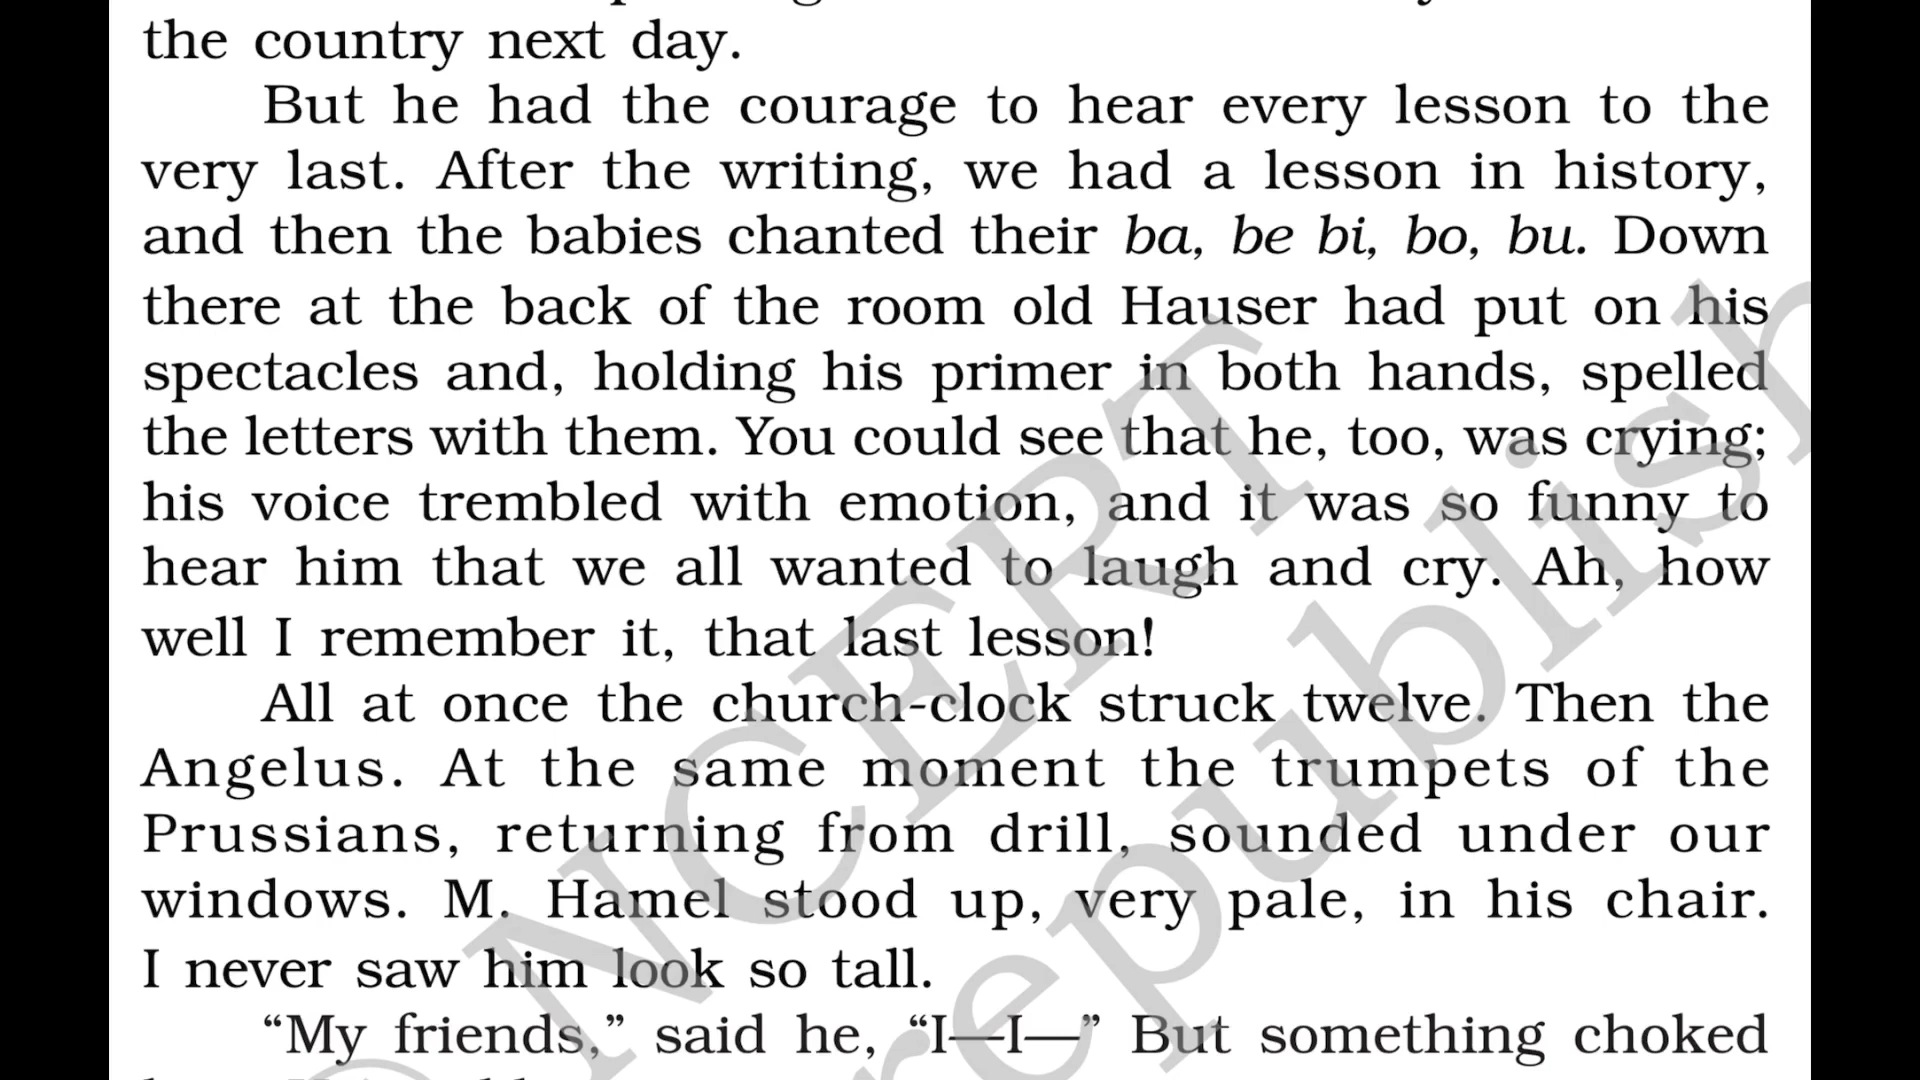 the country next day.
But he had the courage to hear every lesson to the
very last. After the writing, we had a lesson in history,
and then the babies chanted their ba, be bi, bo, bu. Down
there at the back of the room old Hauser had put on his
spectacles and, holding his primer in both hands, spelled
the letters with them. You could see that he, too, was crying;
his voice trembled with emotion, and it was so funny to
hear him that we all wanted to laugh and cry. Ah, how
well I remember it, that last lesson!
All at once the church-clock struck twelve. Then the
Angelus. At the same moment the trumpets of the
Prussians, returning from drill, sounded under our
windows. M. Hamel stood up, very pale, in his chair.
I never saw him look so tall.
“My friends,” said he, “I—I—” But something choked
© NCERT
republish